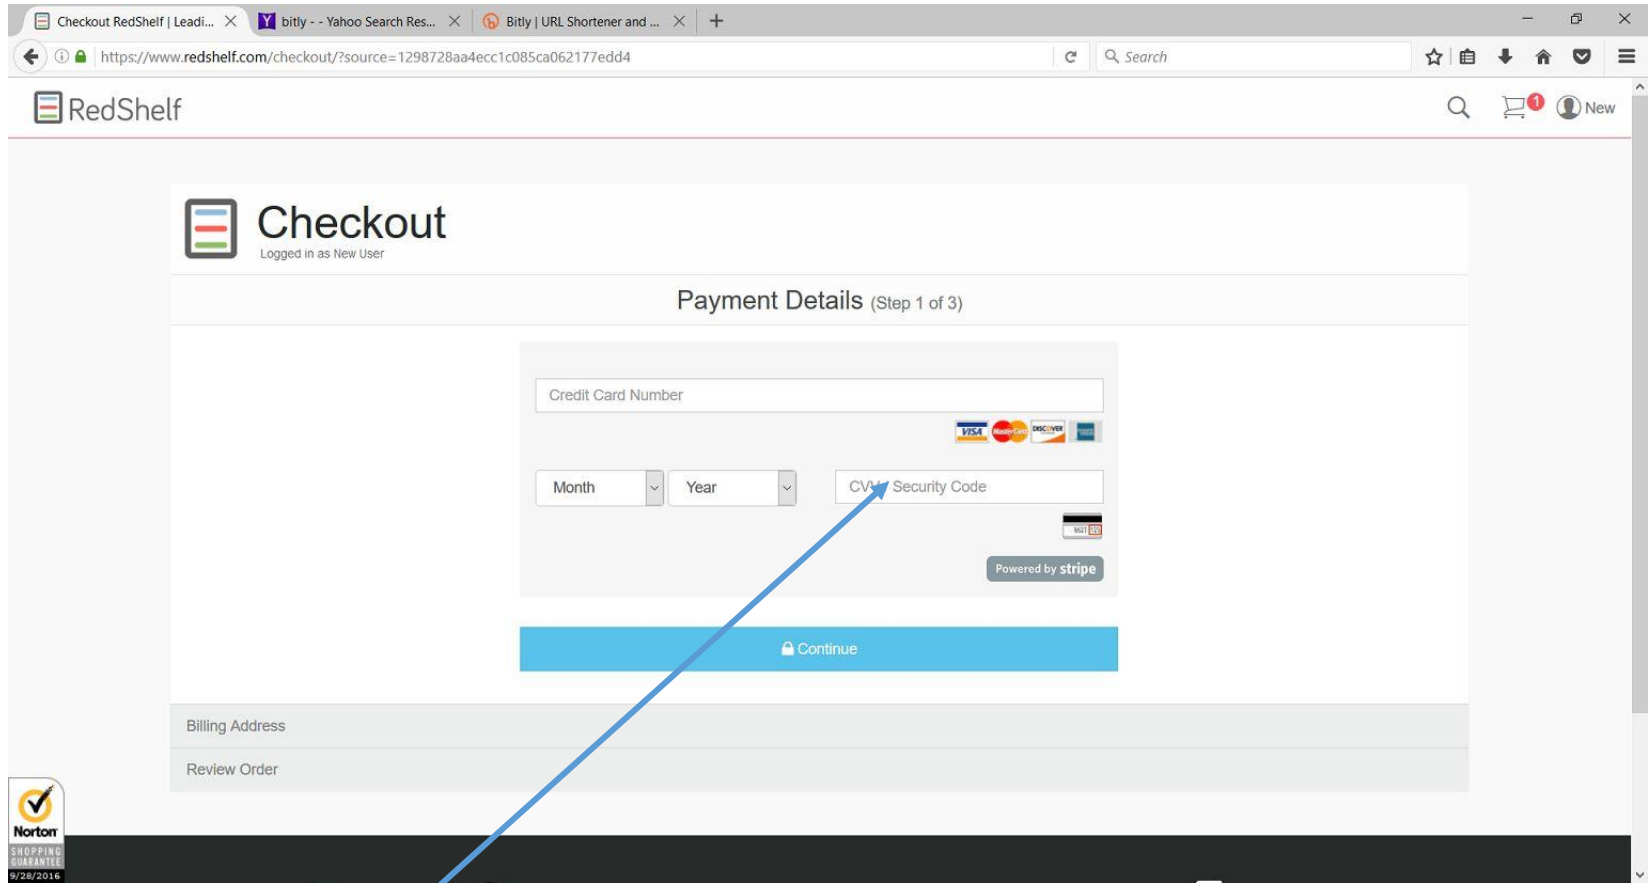 Checkout RedShelf | Leadi...
bitly - - Yahoo Search Res...
Bitly | URL Shortener and ...
https://www.redshelf.com/checkout/?source=1298728aa4ecc1c085ca062177edd4
Search
RedShelf
1
New
Checkout
Logged in as New User
Payment Details (Step 1 of 3)
Credit Card Number
VISA MasterCard DISCOVER
Month
Year
Security Code
Powered by stripe
Continue
Billing Address
Review Order
Norton
SHOPPING
GUARANTEE
9/28/2016